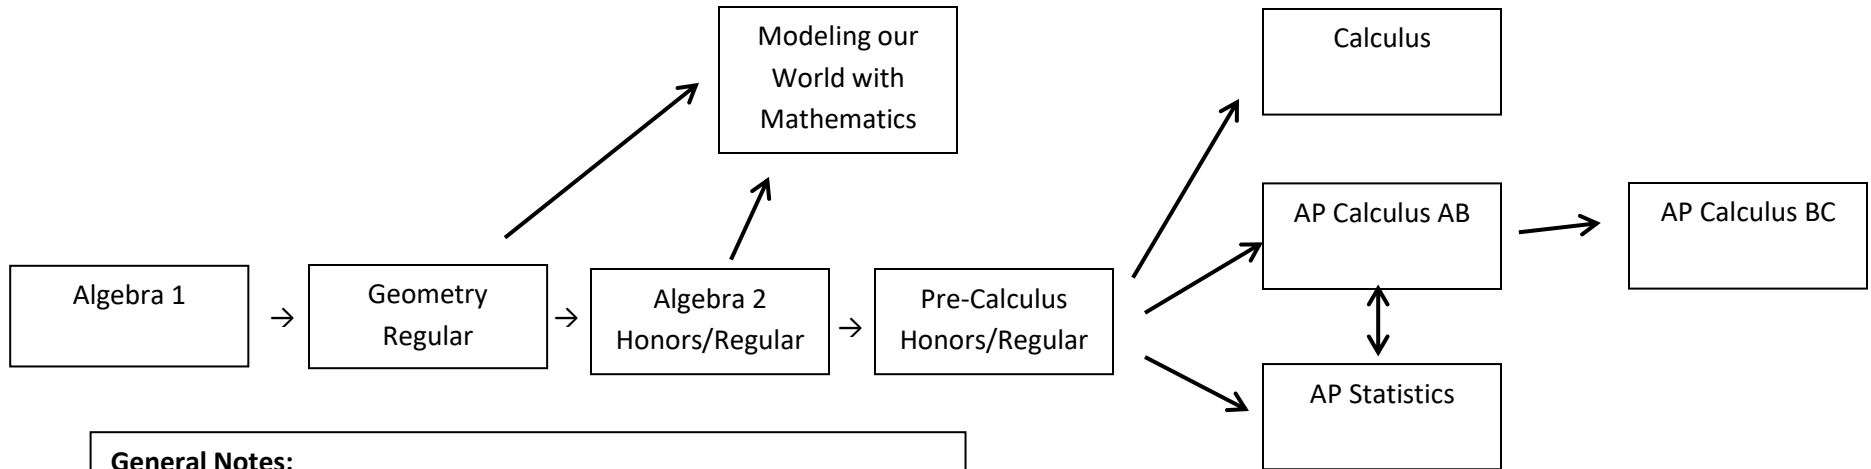 Modeling our
World with
Mathematics
Calculus
AP Calculus AB
AP Calculus BC
Algebra 1
→
Geometry
Regular
→
Algebra 2
Honors/Regular
→
Pre-Calculus
Honors/Regular
AP Statistics
General Notes: